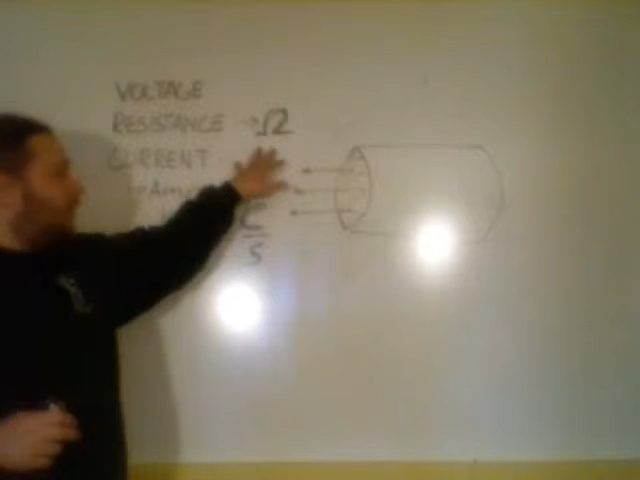 VOLTAGE
RESISTANCE → Ω
CURRENT
C
S